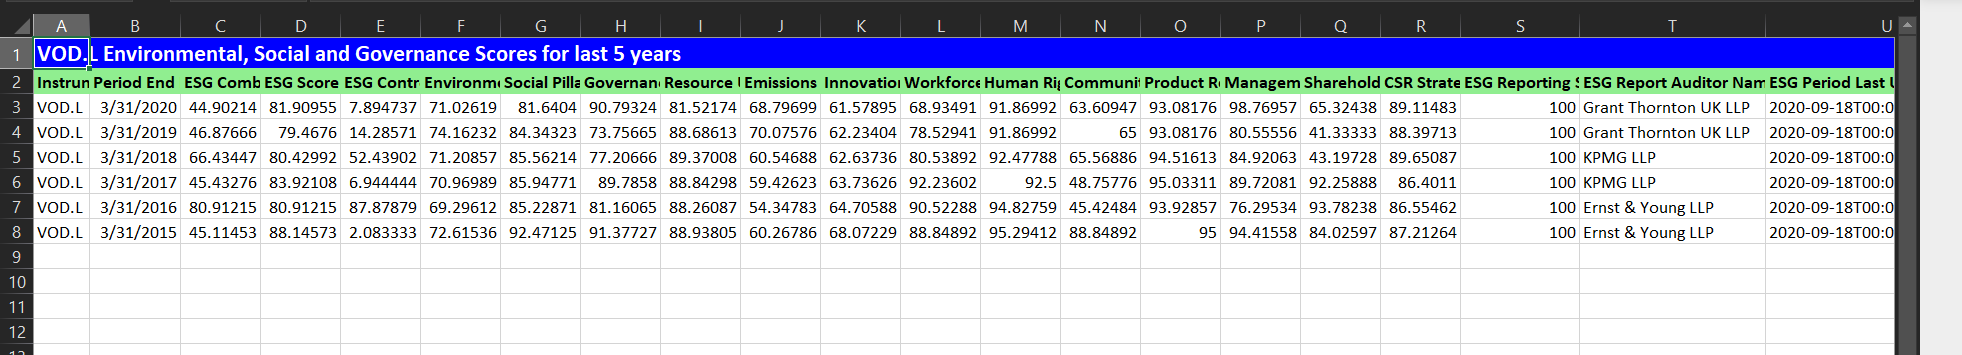 A B C D E F G H I J K L M N O P Q R S T U
1 VOD.L Environmental, Social and Governance Scores for last 5 years
2 Instrun Period End ESG Comb ESG Score ESG Contr Environm Social Pilla Governan Resource Emissions Innovation Workforce Human Rig Communit Product Re Managem Sharehold CSR Strate ESG Reporting S ESG Report Auditor Nam ESG Period Last U
3 VOD.L 3/31/2020 44.90214 81.90955 7.894737 71.02619 81.6404 90.79324 81.52174 68.79699 61.57895 68.93491 91.86992 63.60947 93.08176 98.76957 65.32438 89.11483 100 Grant Thornton UK LLP 2020-09-18T00:0
4 VOD.L 3/31/2019 46.87666 79.4676 14.28571 74.16232 84.34323 73.75665 88.68613 70.07576 62.23404 78.52941 91.86992 65 93.08176 80.55556 41.33333 88.39713 100 Grant Thornton UK LLP 2020-09-18T00:0
5 VOD.L 3/31/2018 66.43447 80.42992 52.43902 71.20857 85.56214 77.20666 89.37008 60.54688 62.63736 80.53892 92.47788 65.56886 94.51613 84.92063 43.19728 89.65087 100 KPMG LLP 2020-09-18T00:0
6 VOD.L 3/31/2017 45.43276 83.92108 6.944444 70.96989 85.94771 89.7858 88.84298 59.42623 63.73626 92.23602 92.5 48.75776 95.03311 89.72081 92.25888 86.4011 100 KPMG LLP 2020-09-18T00:0
7 VOD.L 3/31/2016 80.91215 80.91215 87.87879 69.29612 85.22871 81.16065 88.26087 54.34783 64.70588 90.52288 94.82759 45.42484 93.92857 76.29534 93.78238 86.55462 100 Ernst & Young LLP 2020-09-18T00:0
8 VOD.L 3/31/2015 45.11453 88.14573 2.083333 72.61536 92.47125 91.37727 88.93805 60.26786 68.07229 88.84892 95.29412 88.84892 95 94.41558 84.02597 87.21264 100 Ernst & Young LLP 2020-09-18T00:0
9
10
11
12